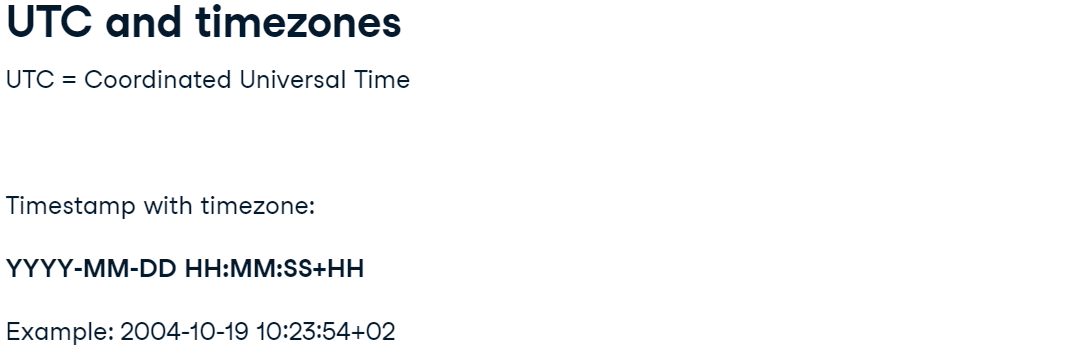 UTC and timezones
UTC = Coordinated Universal Time
Timestamp with timezone:
YYYY-MM-DD HH:MM:SS+HH
Example: 2004-10-19 10:23:54+02